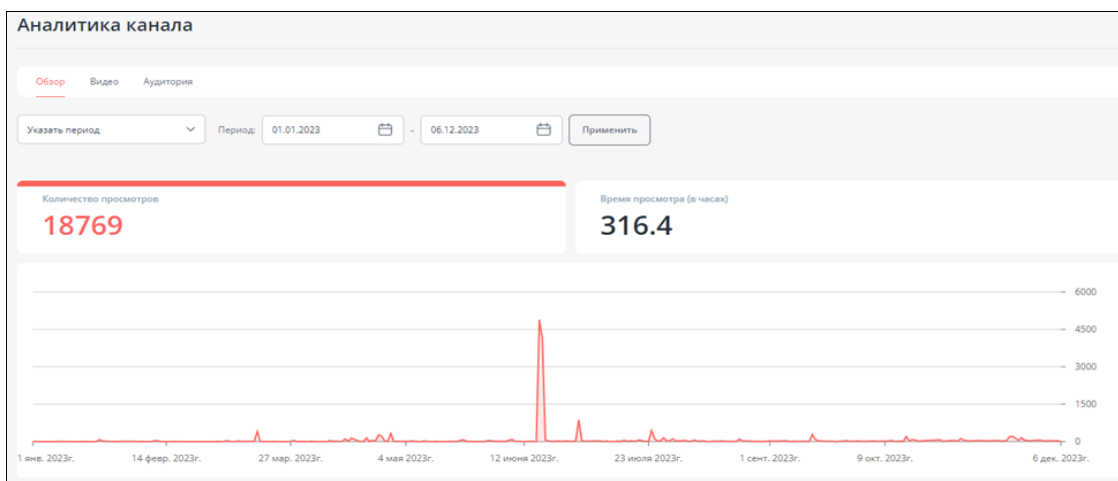 Аналитика канала
Обзор Видео Аудитория
Указать период Период: 01.01.2023 - 06.12.2023 Применить
Количество просмотров Время просмотра (в часах)
18769 316.4
6000
4500
3000
1500
0
1 янв. 2023г. 14 февр. 2023г. 27 мар. 2023г. 4 мая 2023г. 12 июня 2023г. 23 июля 2023г. 1 сент. 2023г. 9 окт. 2023г. 6 дек. 2023г.